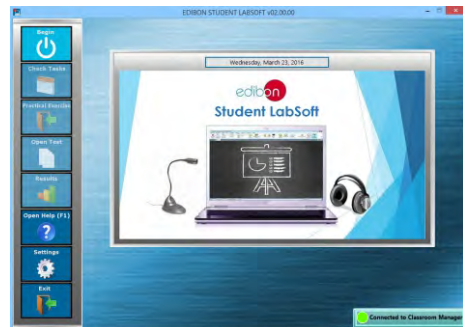 EDIBON STUDENT LABSOFT v02.00.00
Begin
Check Tasks
Practical Exercise
Open Text
Results
Open Help (F1)
?
Settings
Exit
Wednesday, March 23, 2016
edibon
Student LabSoft
Connected to Classroom Manager